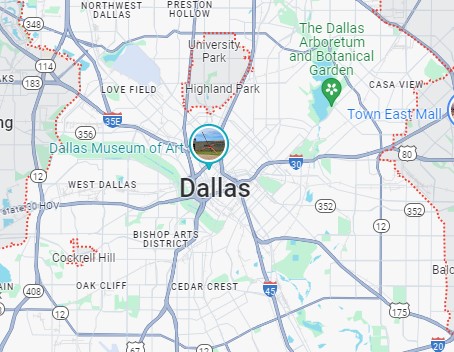 NORTHWEST
DALLAS
PRESTON
HOLLOW
348
114
183
University
Park
The Dallas
Arboretum
and Botanical
Garden
LOVE FIELD
Highland Park
CASA VIEW
35E
Town East Mall
356
Dallas Museum of Art
80
30
WEST DALLAS
Dallas
352
352
12
BISHOP ARTS
DISTRICT
12
Cockrell Hill
408
OAK CLIFF
CEDAR CREST
45
12
175
67
12
20